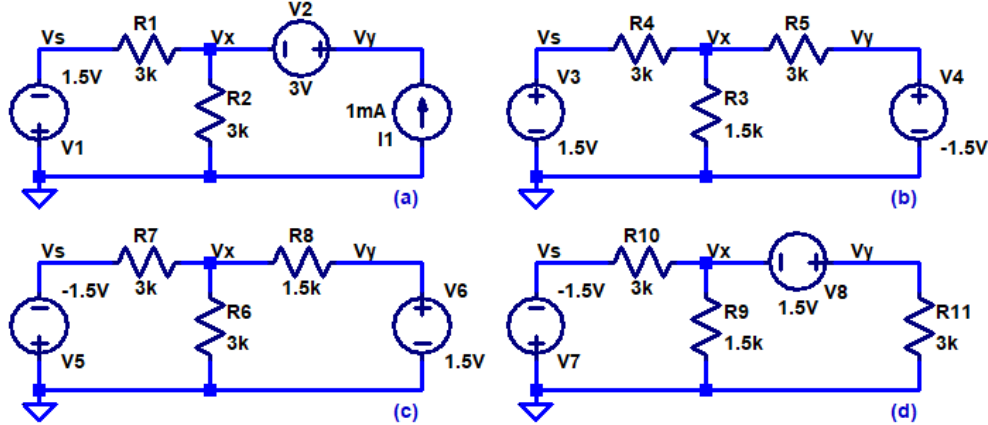 V2
Vs R1 Vx Vy
1.5V 3k 3V
R2
3k
1mA
I1
V1
(a)
Vs R4 Vx R5 Vy
3k 3k
V3
R3
1.5k
V4
1.5V
-1.5V
(b)
Vs R7 Vx R8 Vy
-1.5V 3k 1.5k
V6
R6
3k
V5
1.5V
(c)
Vs R10 Vx Vy
-1.5V 3k V8
1.5V
R9
1.5k
R11
3k
V7
(d)